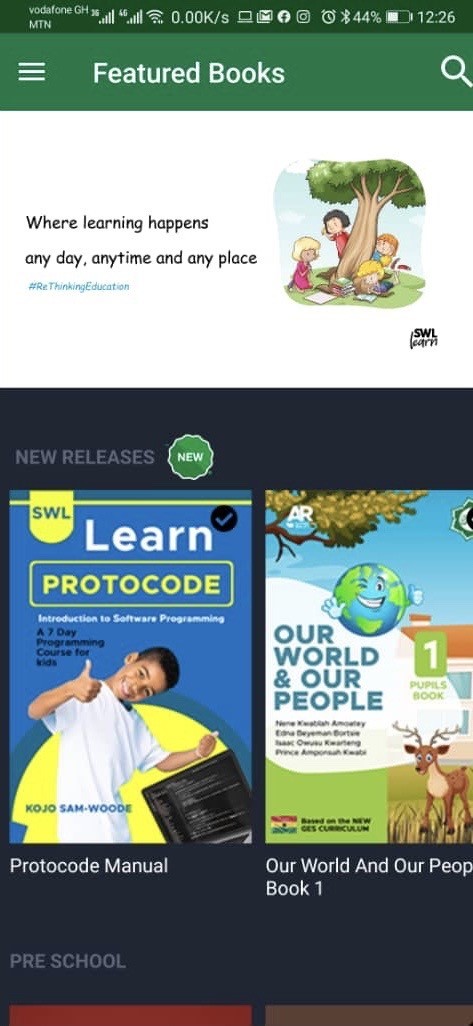 vodafone GH 3G 4G 0.00K/s 44% 12:26
MTN
Featured Books
Where learning happens
any day, anytime and any place
#ReThinkingEducation
SWL
learn
NEW RELEASES NEW
SWL
Learn
PROTOCODE
Introduction to Software Programming
A 7 Day
Programming
Course for
kids
KOJO SAM-WOODE
Protocode Manual
AR
OUR
WORLD
& OUR
PEOPLE
1
PUPILS
BOOK
Nene Kwablah Amoatey
Edna Beyeman Bortsie
Isaac Owusu Kwarteng
Prince Amponsah Kwabi
Based on the NEW
GES CURRICULUM
Our World And Our Peop
Book 1
PRE SCHOOL